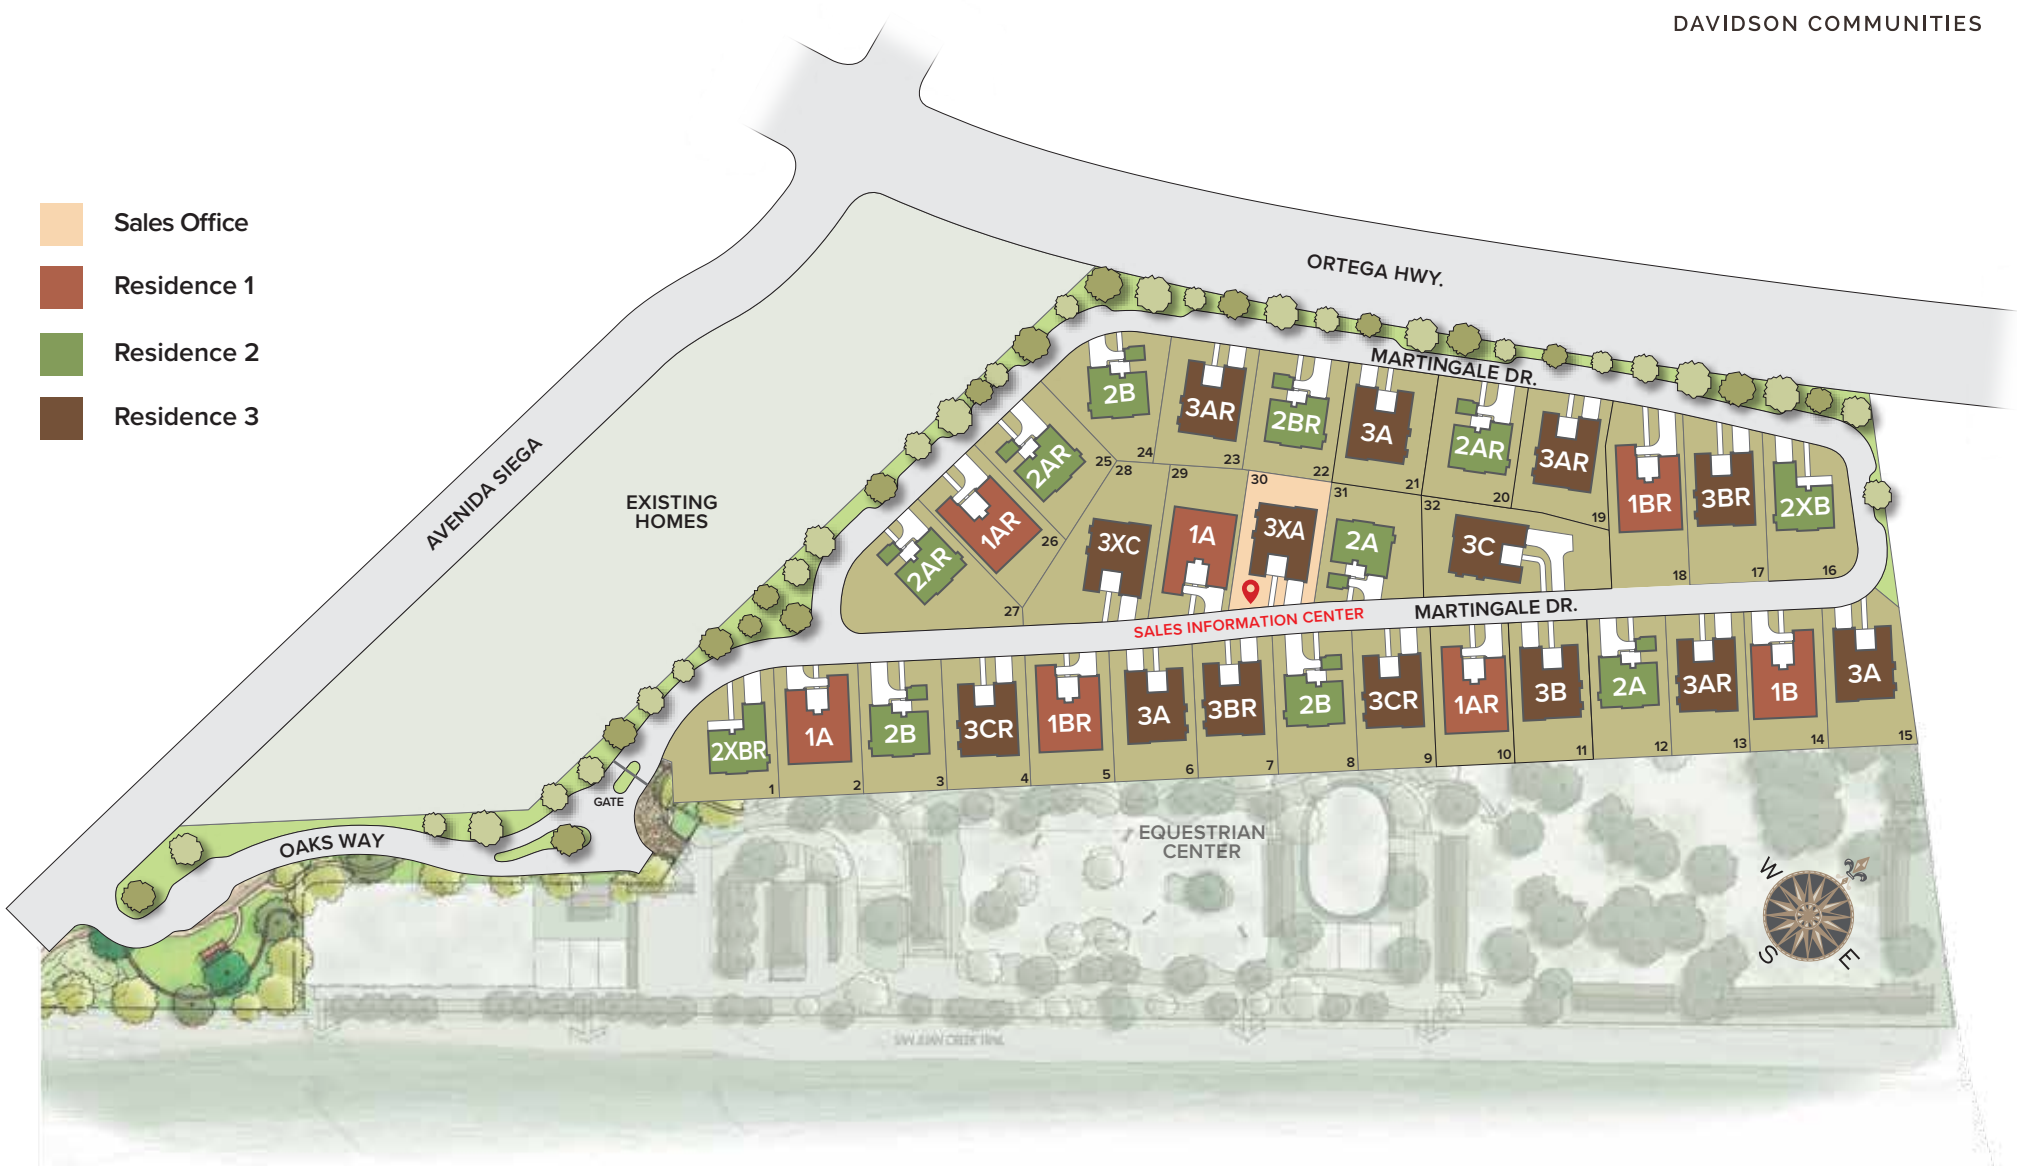 DAVIDSON COMMUNITIES
Sales Office
Residence 1
Residence 2
Residence 3
ORTEGA HWY.
MARTINGALE DR.
AVENIDA SIEGA
EXISTING
HOMES
2B
24
3AR
23
2BR
22
3A
21
2AR
20
3AR
19
1BR
18
3BR
17
2XB
16
2AR
25
1AR
26
2AR
27
28
3XC
29
1A
30
3XA
31
2A
32
3C
SALES INFORMATION CENTER
MARTINGALE DR.
2XBR
1
1A
2
2B
3
3CR
4
1BR
5
3A
6
3BR
7
2B
8
3CR
9
1AR
10
3B
11
2A
12
3AR
13
1B
14
3A
15
GATE
OAKS WAY
EQUESTRIAN
CENTER
W
S
E
SAN JUAN CREEK TRAIL